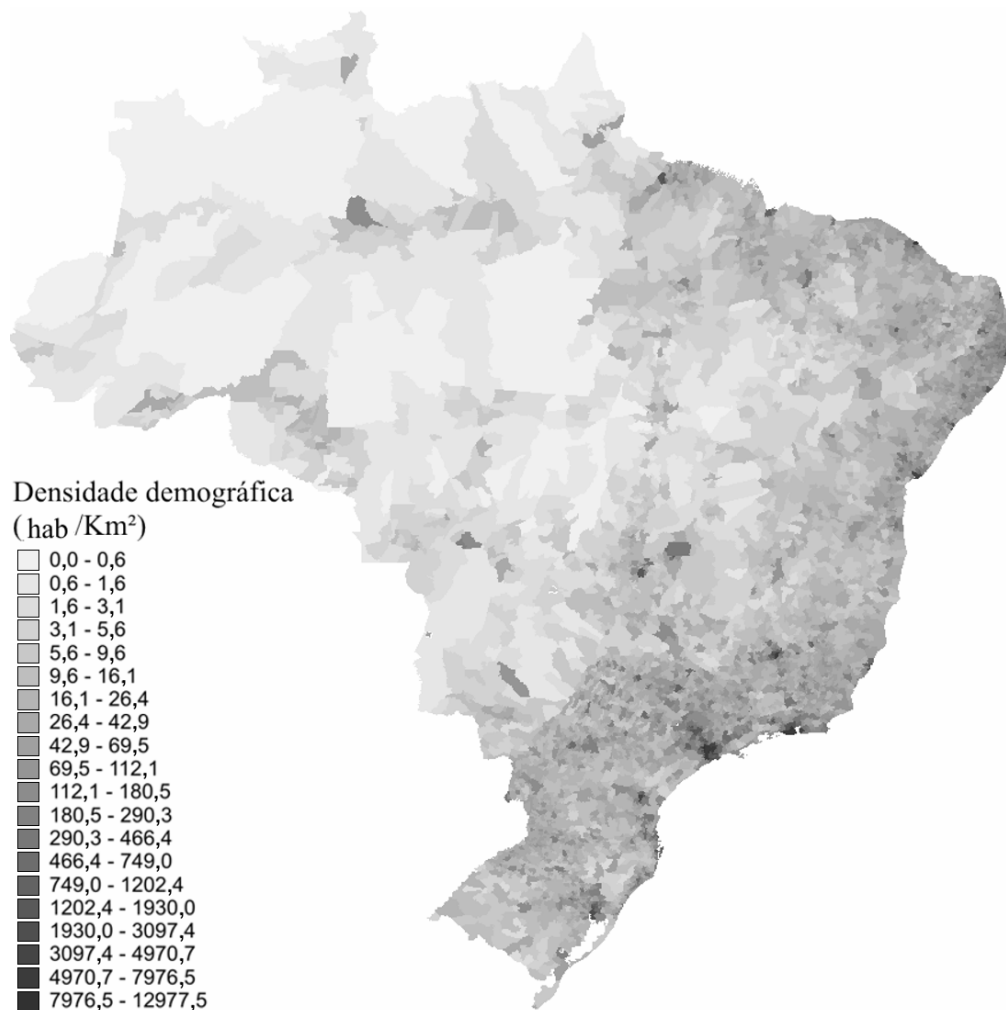 Densidade demográfica
(hab /Km²)
0,0 - 0,6
0,6 - 1,6
1,6 - 3,1
3,1 - 5,6
5,6 - 9,6
9,6 - 16,1
16,1 - 26,4
26,4 - 42,9
42,9 - 69,5
69,5 - 112,1
112,1 - 180,5
180,5 - 290,3
290,3 - 466,4
466,4 - 749,0
749,0 - 1202,4
1202,4 - 1930,0
1930,0 - 3097,4
3097,4 - 4970,7
4970,7 - 7976,5
7976,5 - 12977,5